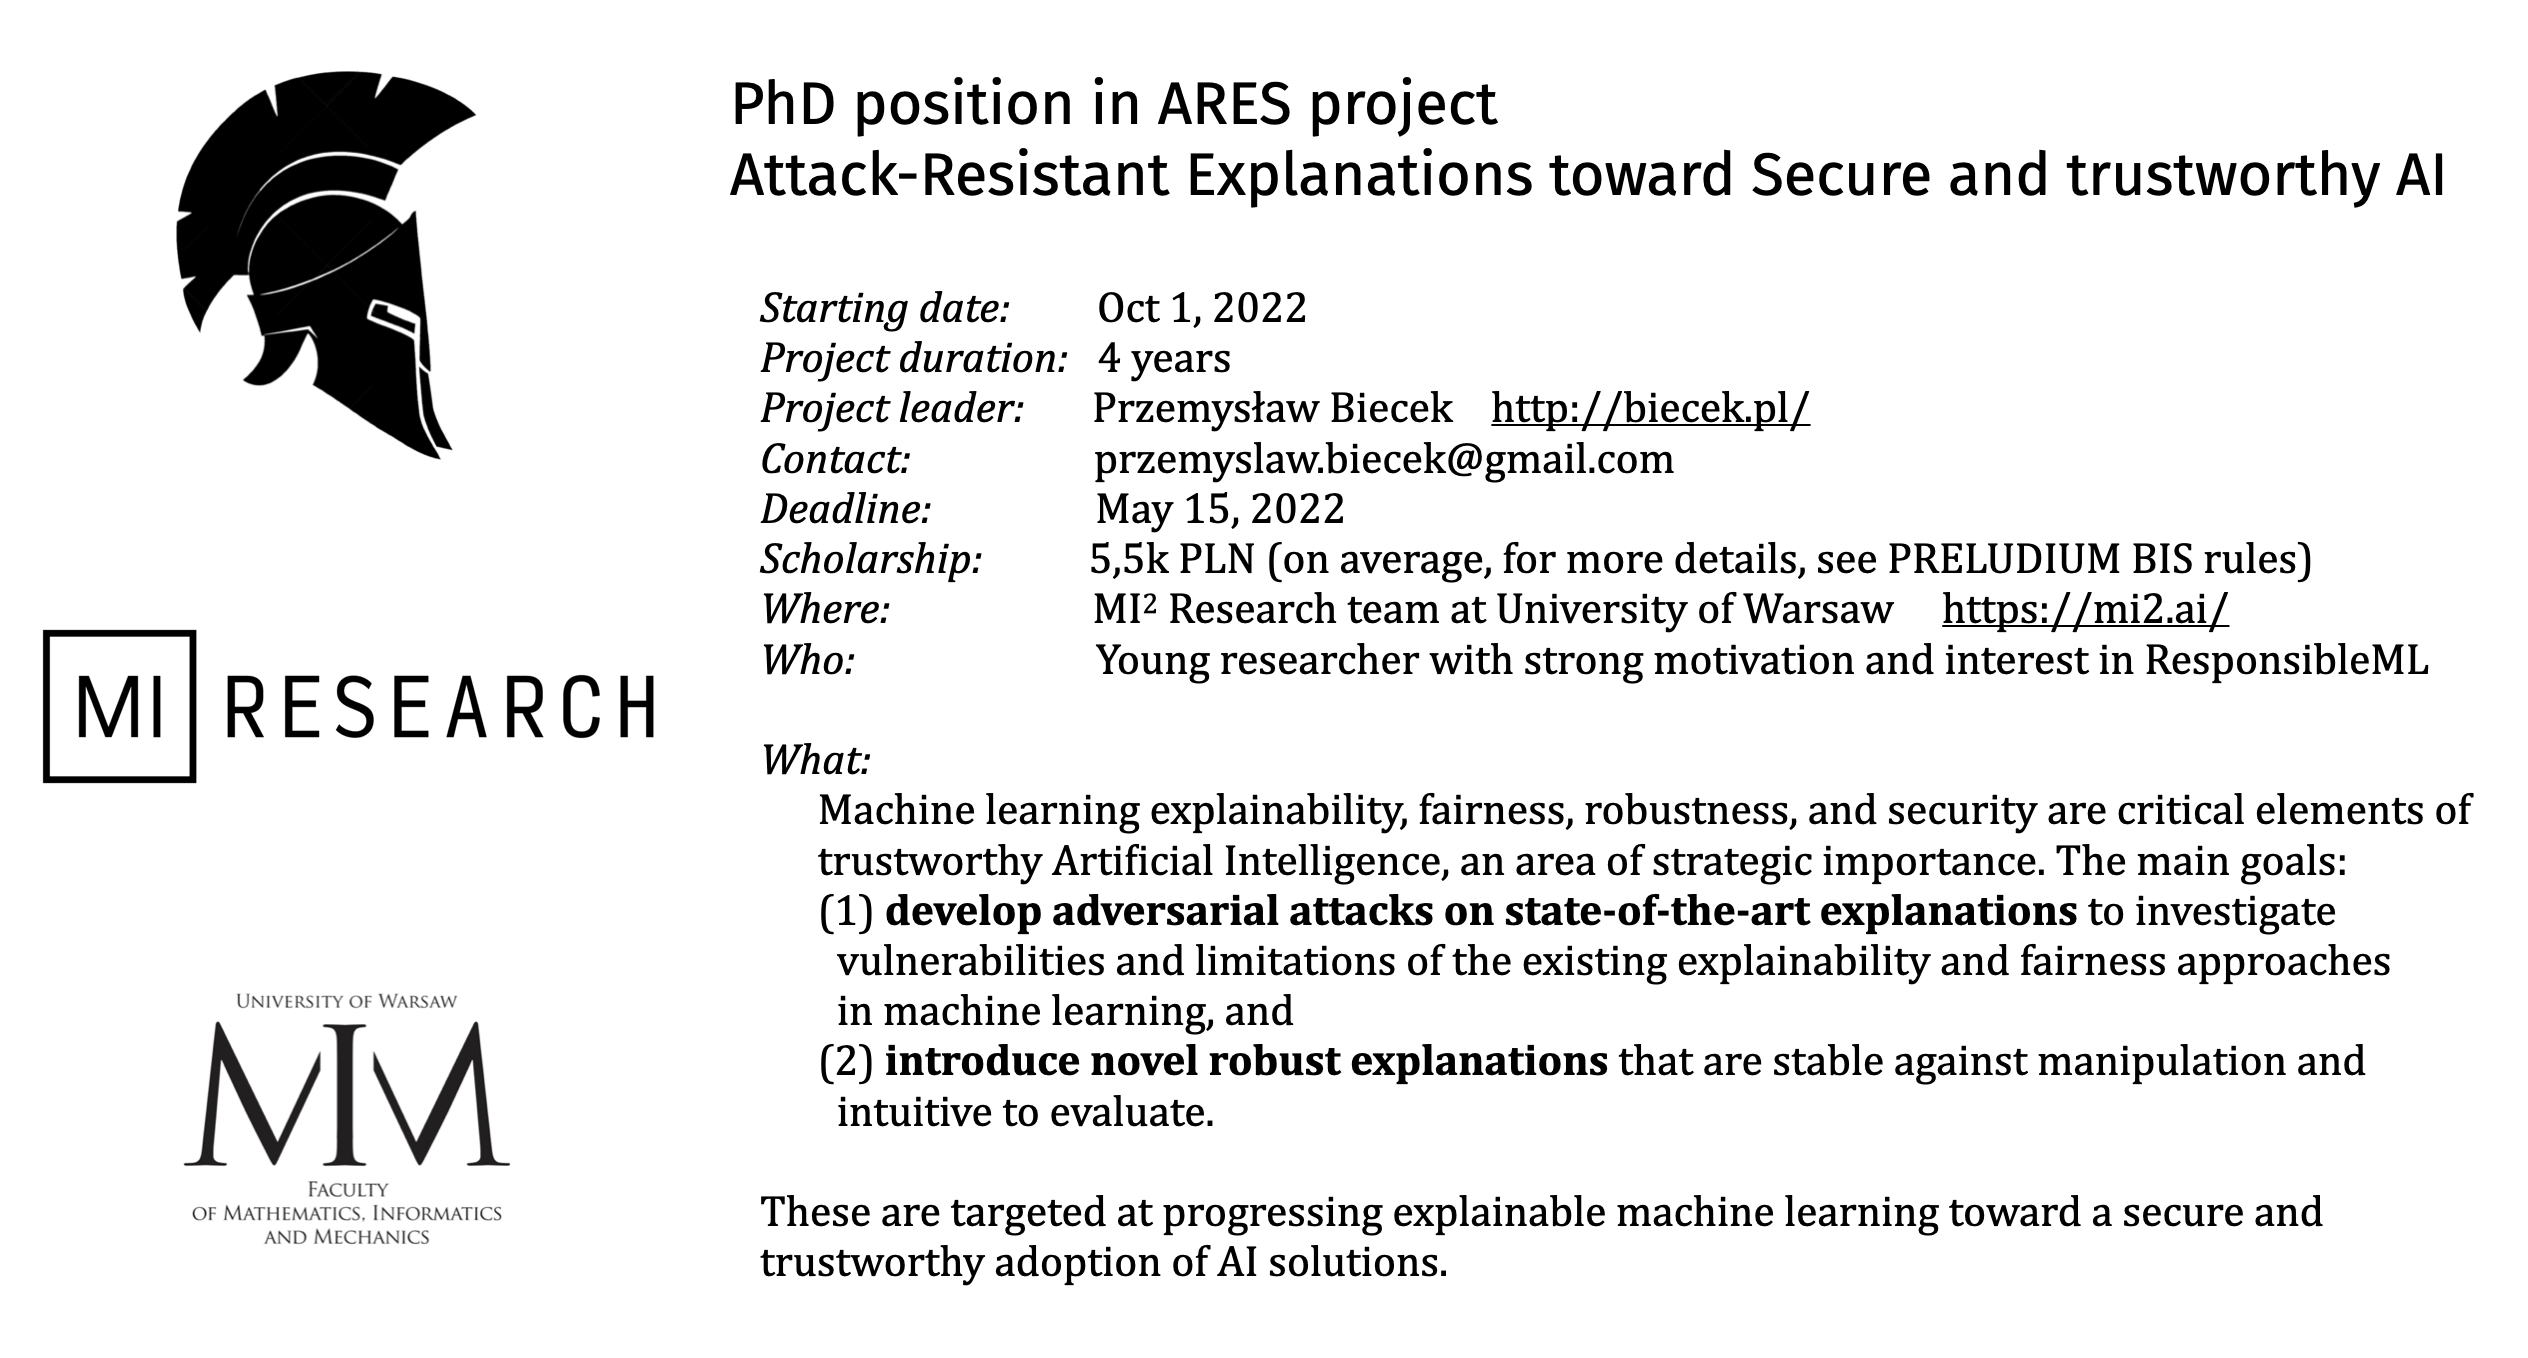 PhD position in ARES project
Attack-Resistant Explanations toward Secure and trustworthy AI
Starting date: Oct 1, 2022
Project duration: 4 years
Project leader: Przemysław Biecek http://biecek.pl/
Contact: przemyslaw.biecek@gmail.com
Deadline: May 15, 2022
Scholarship: 5,5k PLN (on average, for more details, see PRELUDIUM BIS rules)
Where: MI² Research team at University of Warsaw https://mi2.ai/
Who: Young researcher with strong motivation and interest in ResponsibleML
What:
Machine learning explainability, fairness, robustness, and security are critical elements of
trustworthy Artificial Intelligence, an area of strategic importance. The main goals:
(1) develop adversarial attacks on state-of-the-art explanations to investigate
vulnerabilities and limitations of the existing explainability and fairness approaches
in machine learning, and
(2) introduce novel robust explanations that are stable against manipulation and
intuitive to evaluate.
These are targeted at progressing explainable machine learning toward a secure and
trustworthy adoption of AI solutions.
MI RESEARCH
UNIVERSITY OF WARSAW
MIM
FACULTY
OF MATHEMATICS, INFORMATICS
AND MECHANICS